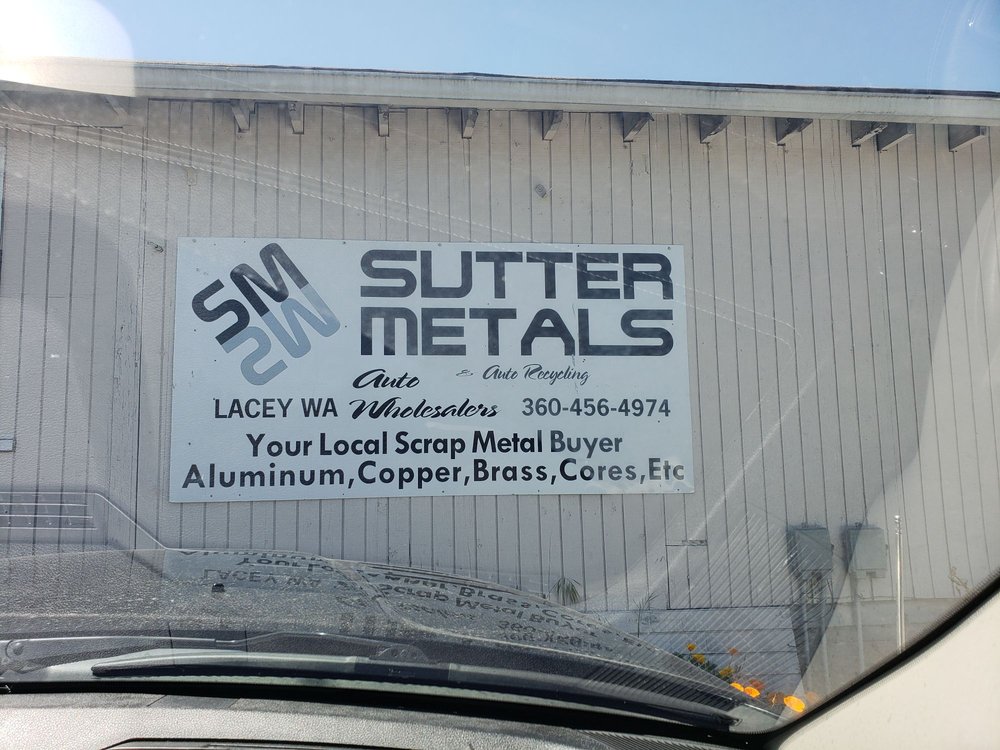 SM
SM
SUTTER
METALS
Auto & Auto Recycling
LACEY WA Wholesalers 360-456-4974
Your Local Scrap Metal Buyer
Aluminum,Copper,Brass,Cores,Etc